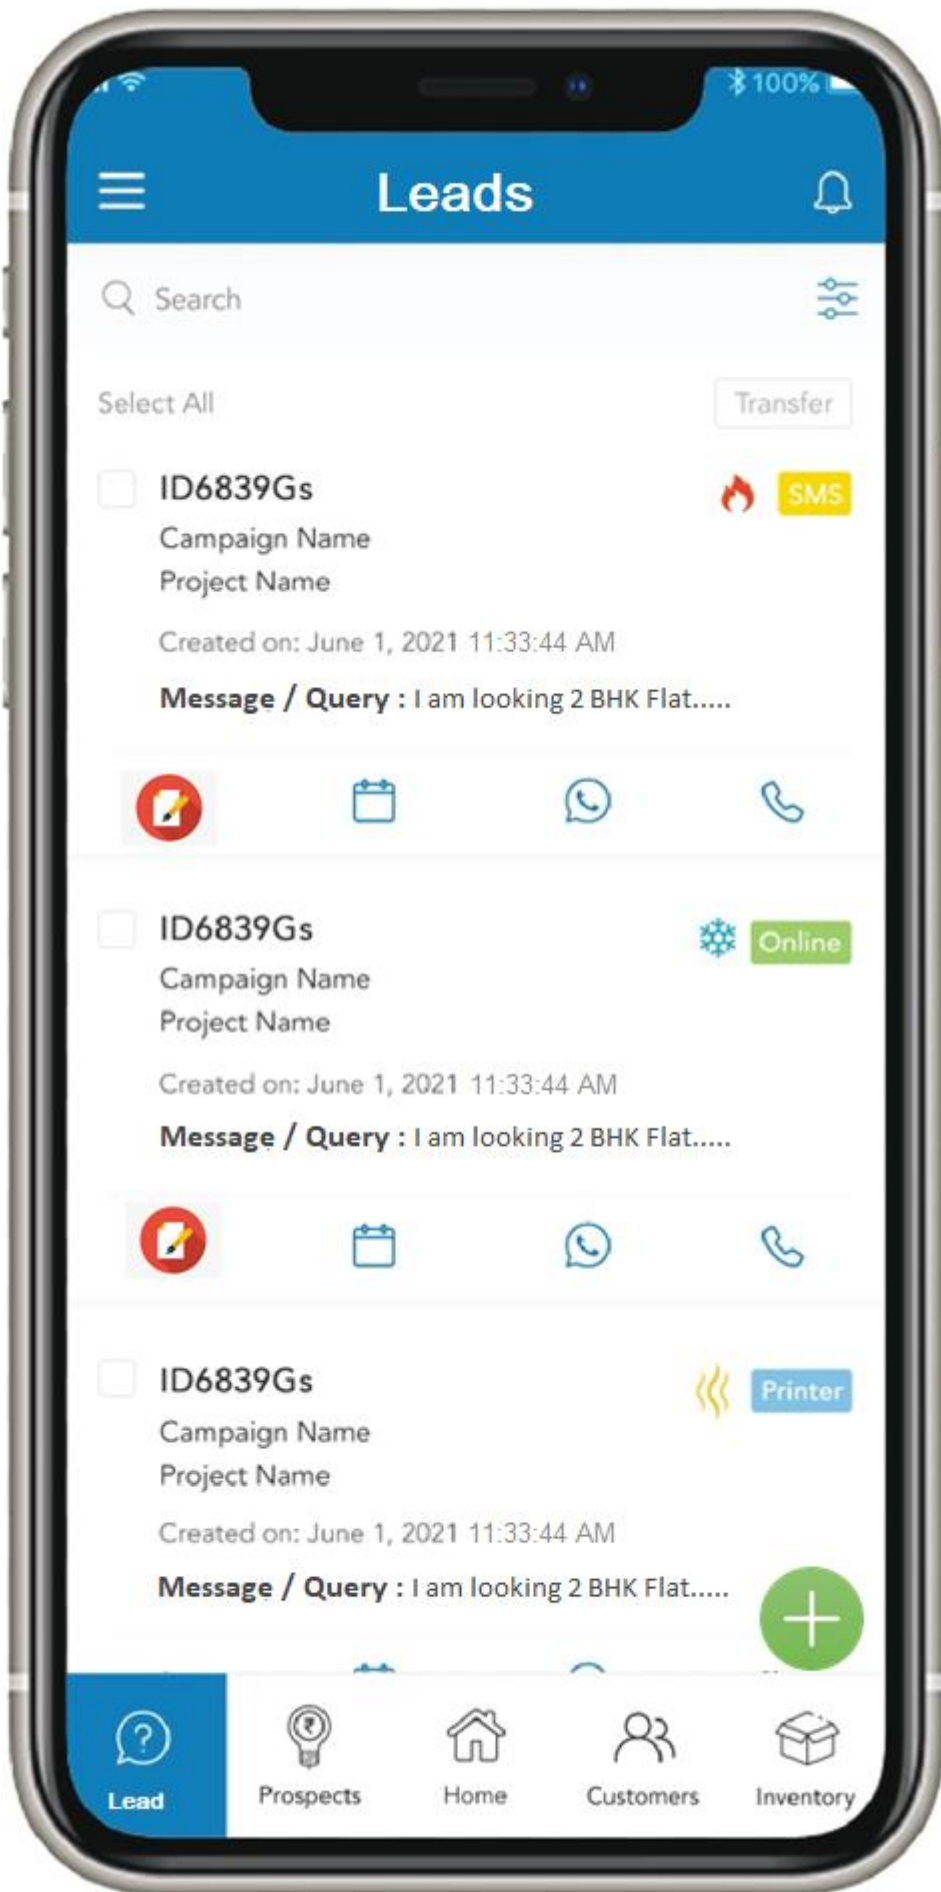 100%
Leads
Search
Select All Transfer
ID6839Gs SMS
Campaign Name
Project Name
Created on: June 1, 2021 11:33:44 AM
Message / Query : I am looking 2 BHK Flat.....
ID6839Gs Online
Campaign Name
Project Name
Created on: June 1, 2021 11:33:44 AM
Message / Query : I am looking 2 BHK Flat.....
ID6839Gs Printer
Campaign Name
Project Name
Created on: June 1, 2021 11:33:44 AM
Message / Query : I am looking 2 BHK Flat.....
Lead Prospects Home Customers Inventory